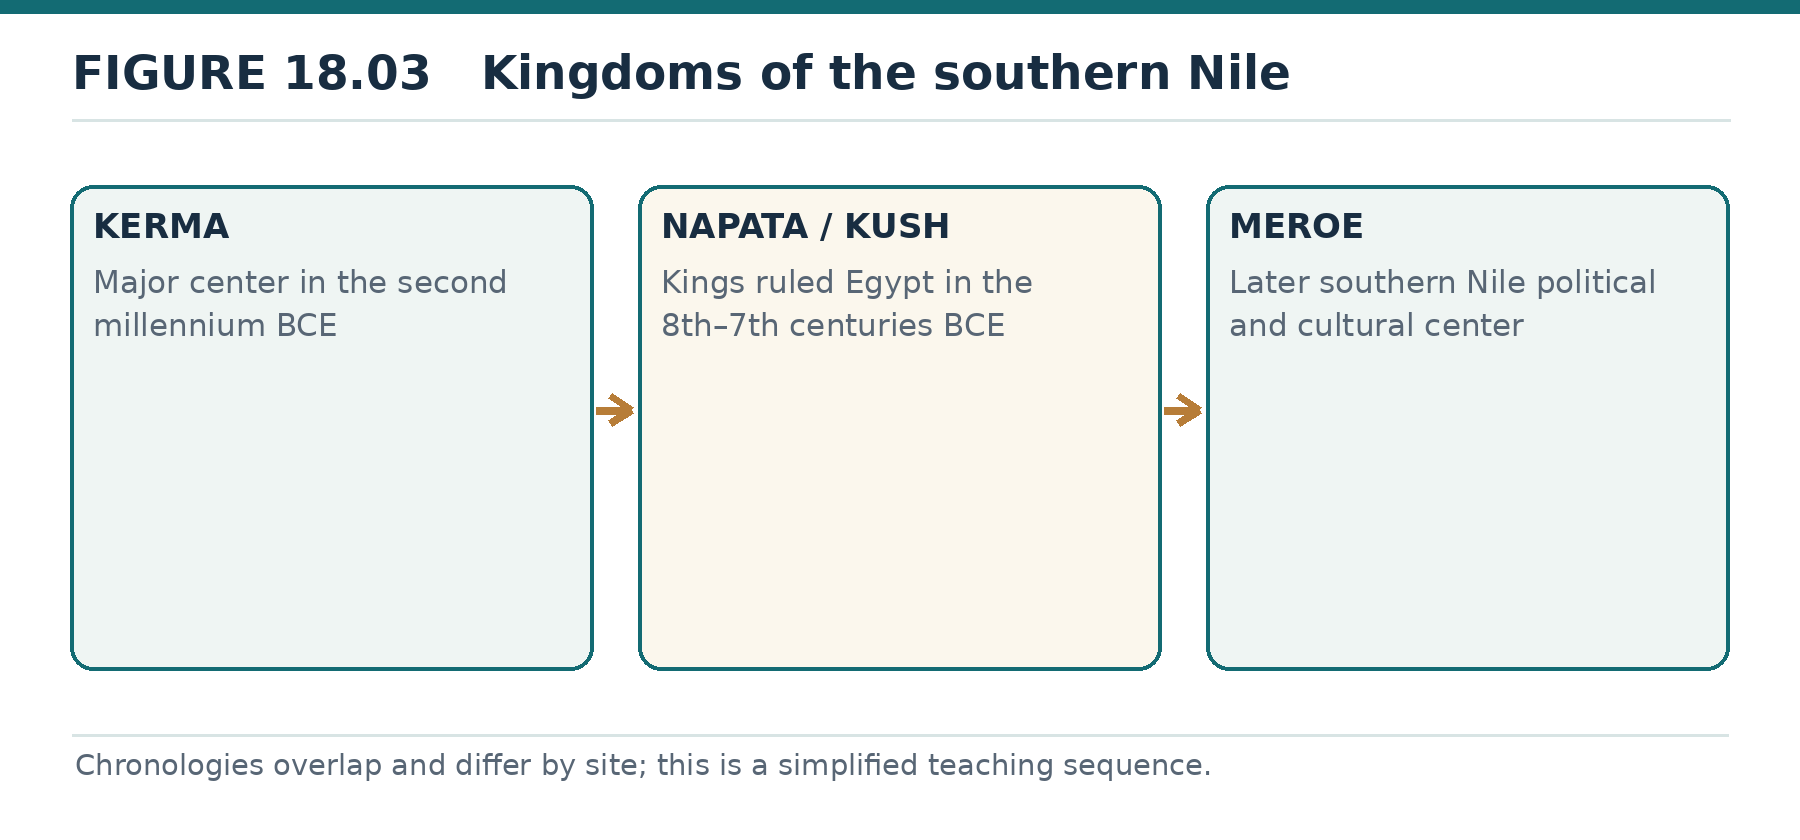 FIGURE 18.03 Kingdoms of the southern Nile
KERMA
Major center in the second
millennium BCE
NAPATA / KUSH
Kings ruled Egypt in the
8th–7th centuries BCE
MEROE
Later southern Nile political
and cultural center
Chronologies overlap and differ by site; this is a simplified teaching sequence.